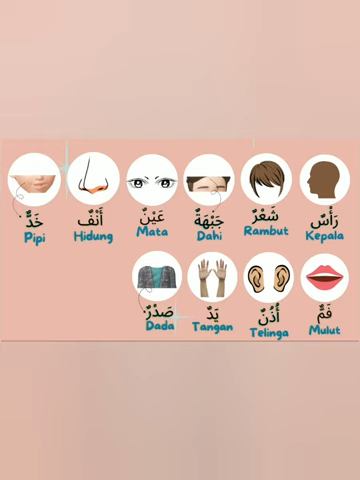 رَأْسٌ
Kepala
شَعْرٌ
Rambut
جَبْهَةٌ
Dahi
عَيْنٌ
Mata
أَنْفٌ
Hidung
خَدٌّ
Pipi
فَمٌّ
Mulut
أُذُنٌ
Telinga
يَدٌ
Tangan
صَدْرٌ
Dada